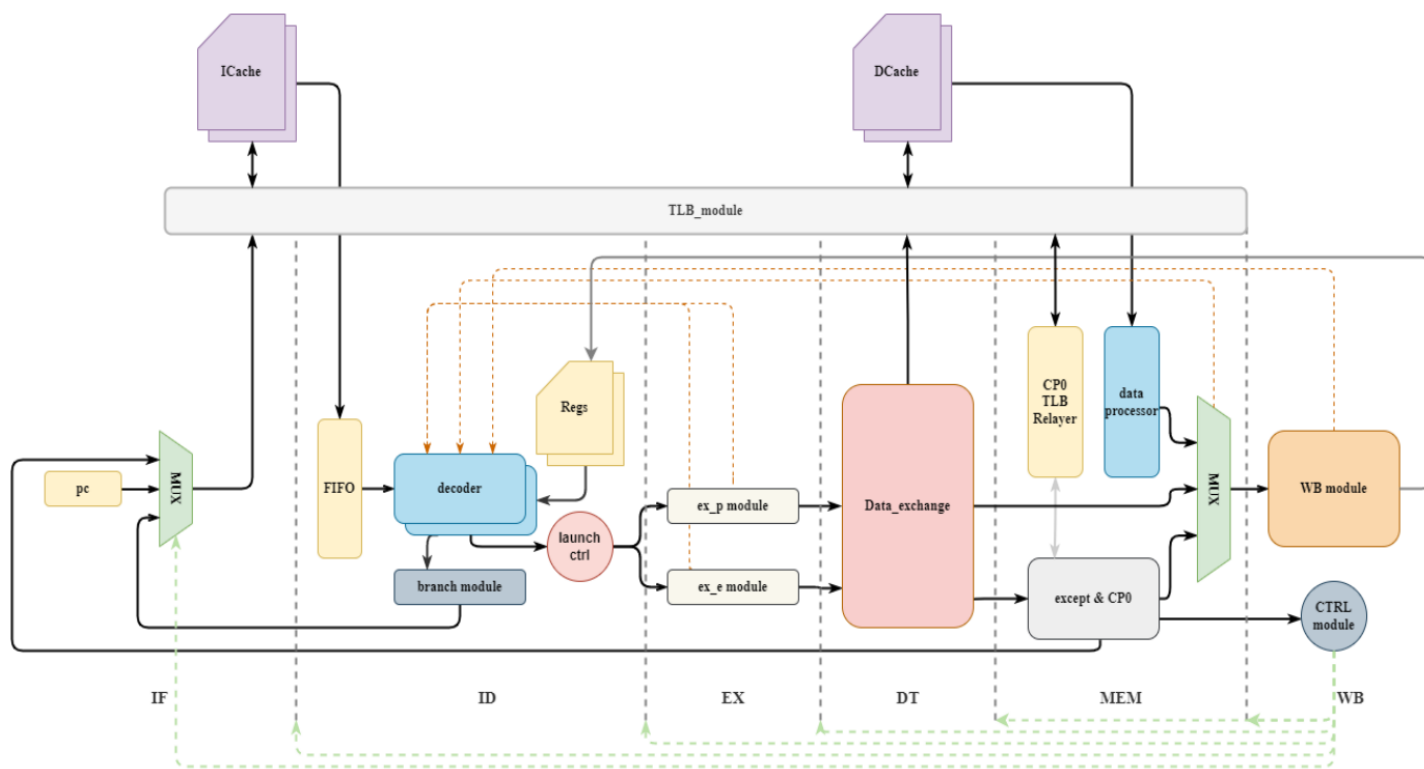 ICache
DCache
TLB_module
Regs
CP0
TLB
Relayer
data
processor
MUX
pc
FIFO
decoder
launch
ctrl
branch module
ex_p module
ex_e module
Data_exchange
except & CP0
MUX
WB module
CTRL
module
IF
ID
EX
DT
MEM
WB